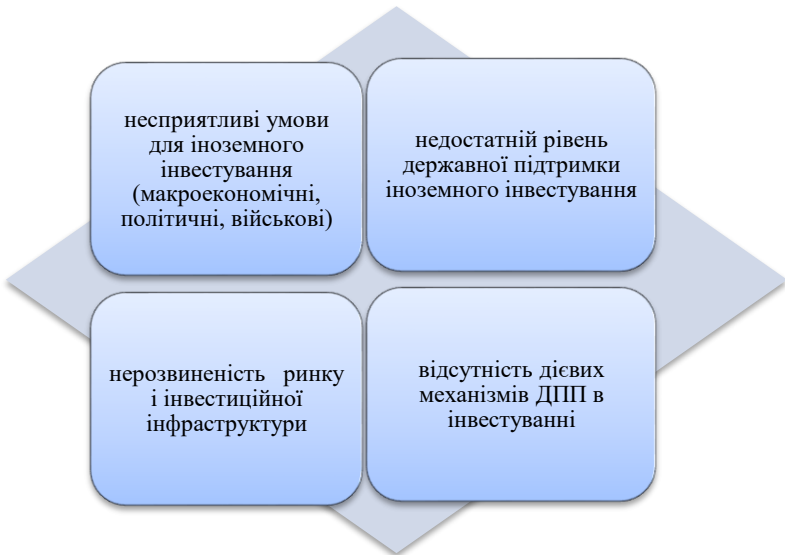 несприятливі умови
для іноземного
інвестування
(макроекономічні,
політичні, військові)
недостатній рівень
державної підтримки
іноземного інвестування
нерозвиненість ринку
і інвестиційної
інфраструктури
відсутність дієвих
механізмів ДПП в
інвестуванні